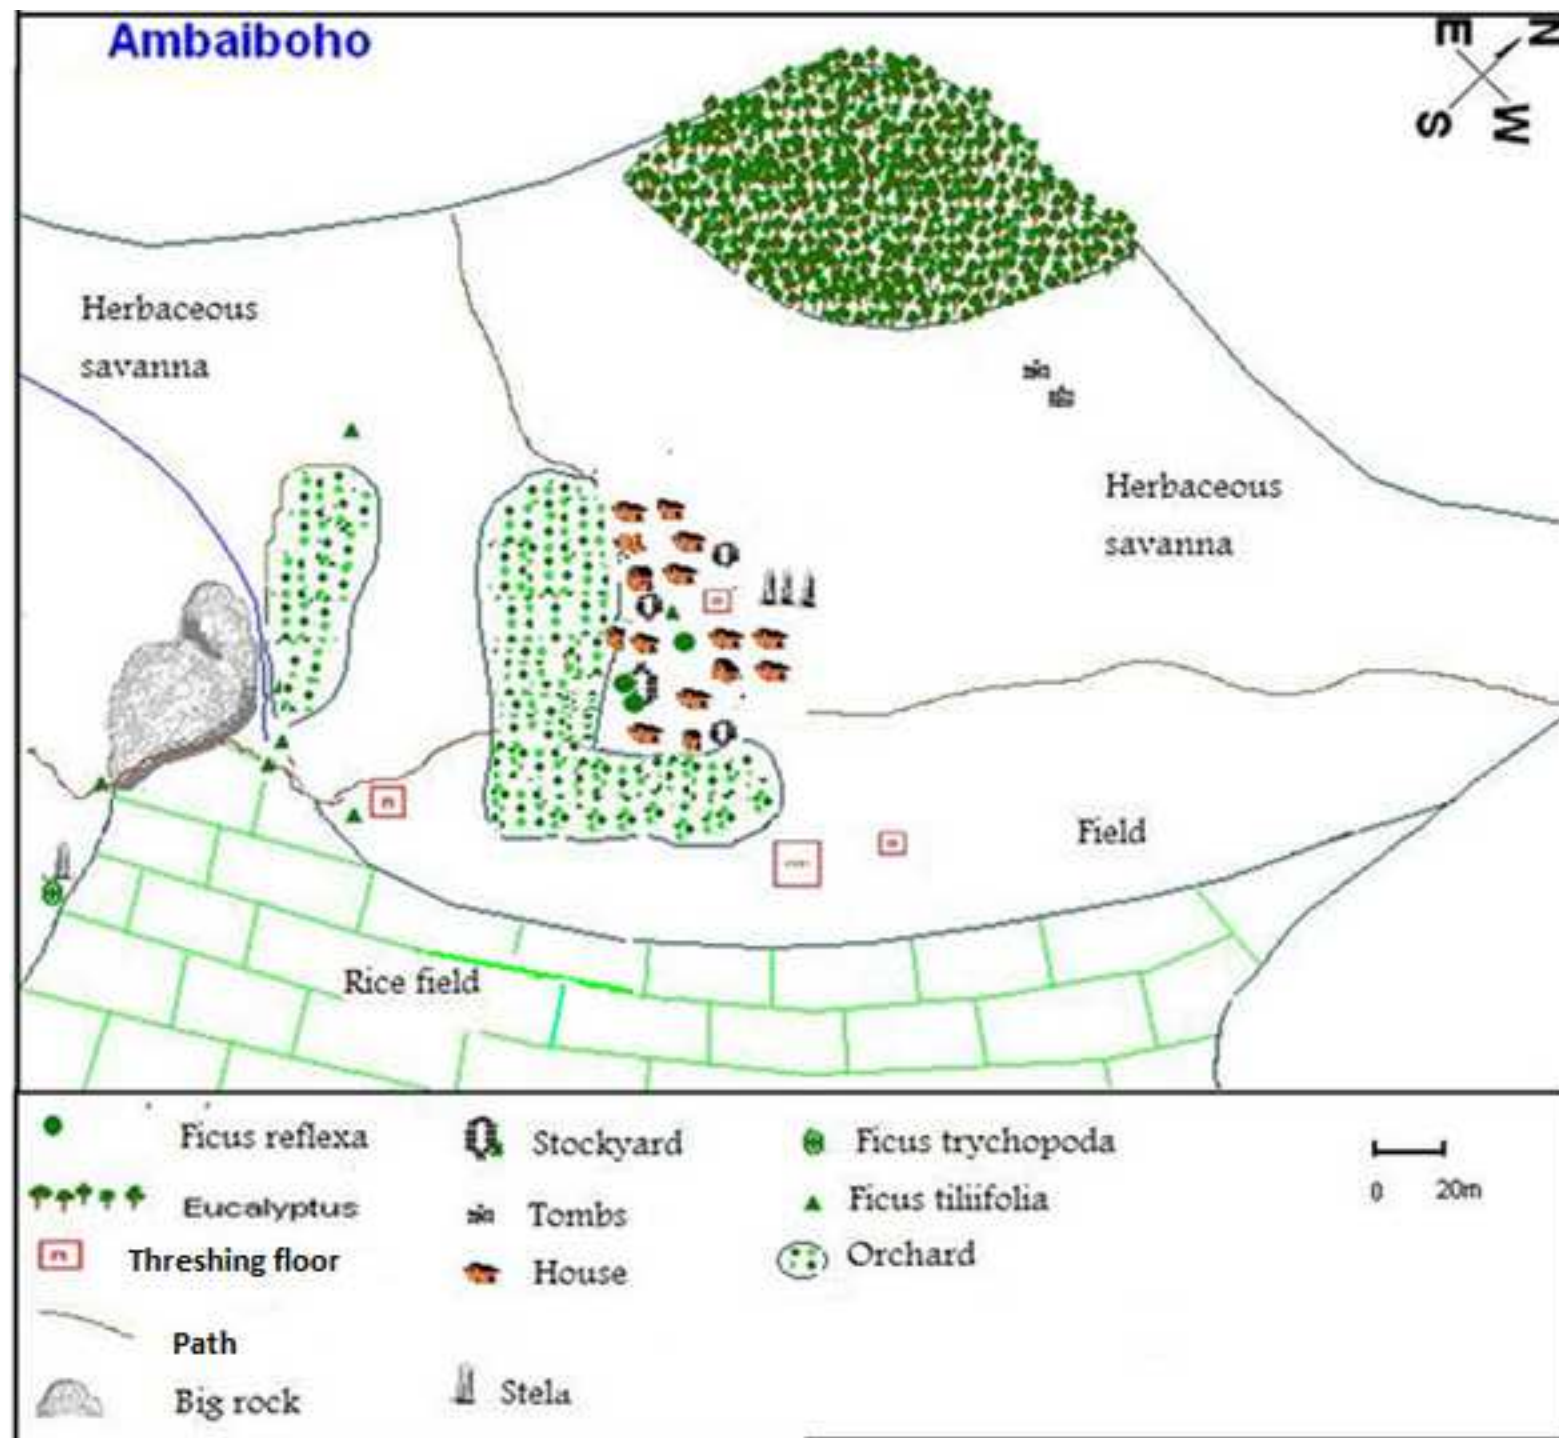 Ambaiboho
E
N
S
W
Herbaceous
savanna
Herbaceous
savanna
Field
Rice field
Ficus reflexa
Stockyard
Ficus trychopoda
Eucalyptus
Tombs
Ficus tiliifolia
0
20m
Threshing floor
House
Orchard
Path
Big rock
Stela